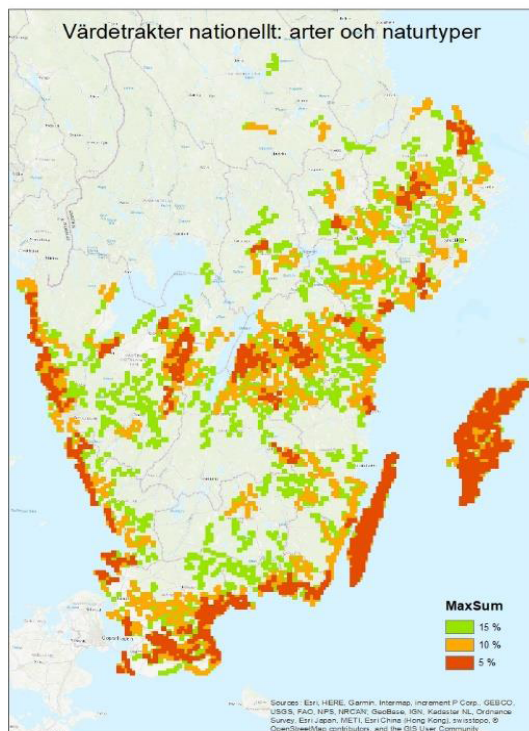 Värdetrakter nationellt: arter och naturtyper
MaxSum
15 %
10 %
5 %
Sources: Esri, HERE, Garmin, Intermap, increment P Corp., GEBCO,
USGS, FAO, NPS, NRCAN, GeoBase, IGN, Kadaster NL, Ordnance
Survey, Esri Japan, METI, Esri China (Hong Kong), swisstopo, ©
OpenStreetMap contributors, and the GIS User Community